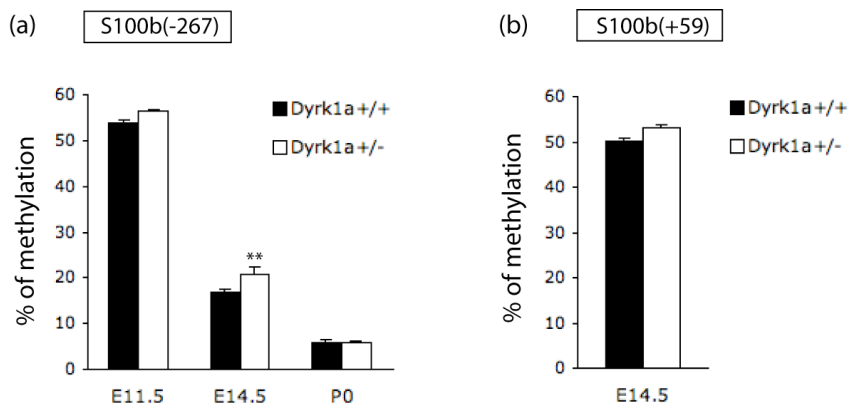 (a) S100b(-267)
% of methylation
60
50
40
30
20
10
0
Dyrk1a+/+
Dyrk1a+/-
**
E11.5 E14.5 P0
(b) S100b(+59)
% of methylation
60
50
40
30
20
10
0
Dyrk1a+/+
Dyrk1a+/-
E14.5